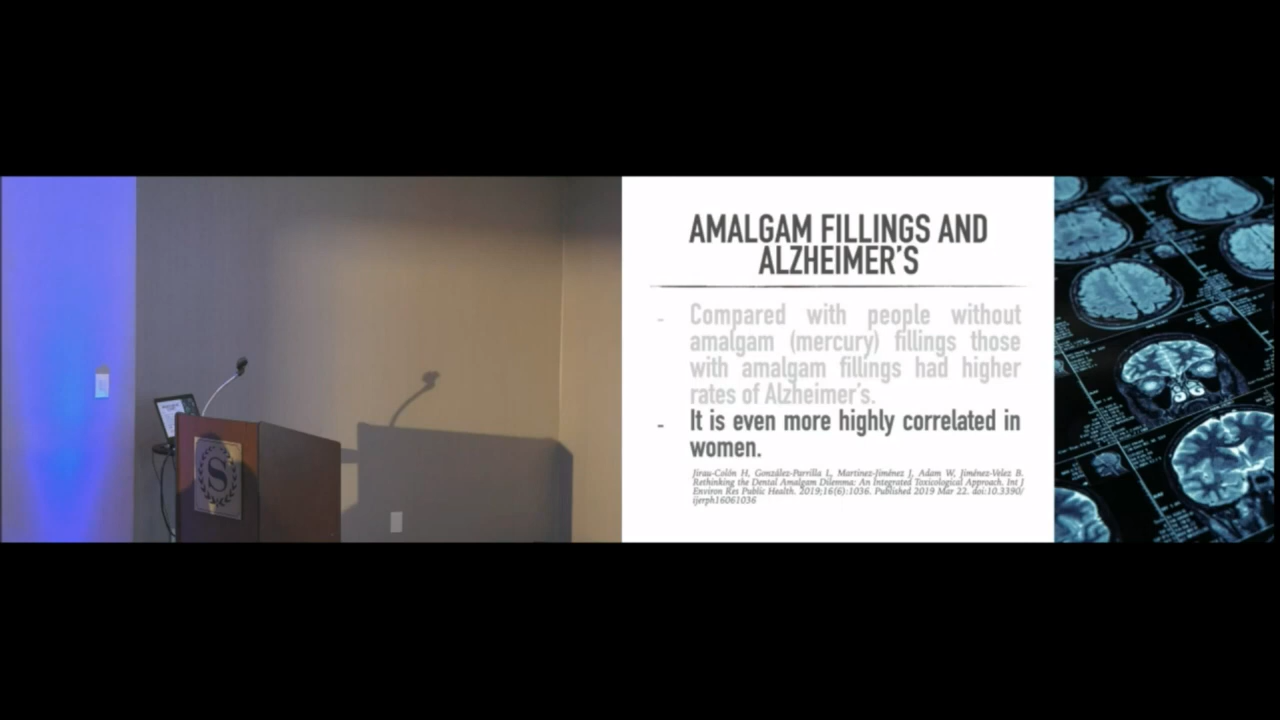 S
AMALGAM FILLINGS AND
ALZHEIMER'S
- Compared with people without
amalgam (mercury) fillings those
with amalgam fillings had higher
rates of Alzheimer's.
- It is even more highly correlated in
women.
Jirau-Colón H, González-Parrilla L, Martinez-Jiménez J, Adam W, Jiménez-Velez B.
Rethinking the Dental Amalgam Dilemma: An Integrated Toxicological Approach. Int J
Environ Res Public Health. 2019;16(6):1036. Published 2019 Mar 22. doi:10.3390/
ijerph16061036